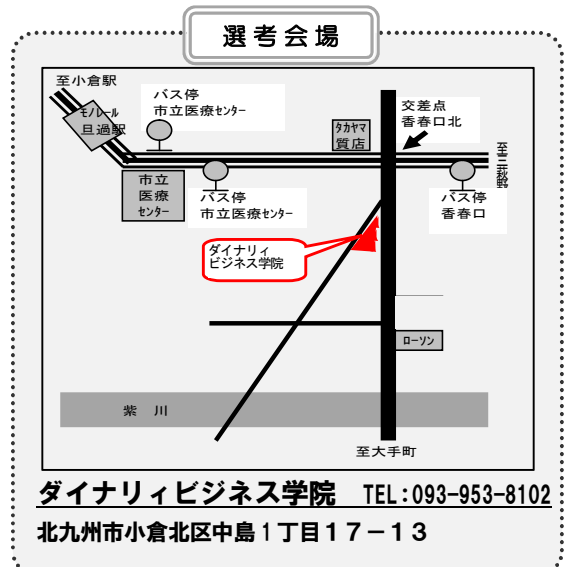 選考会場
至小倉駅
モノレール
旦過駅
バス停
市立医療センター
タカヤマ
質店
交差点
香春口北
至三萩野
市立
医療
センター
バス停
市立医療センター
バス停
香春口
ダイナリィ
ビジネス学院
ローソン
紫 川
至大手町
ダイナリィビジネス学院 TEL:093-953-8102
北九州市小倉北区中島1丁目17-13